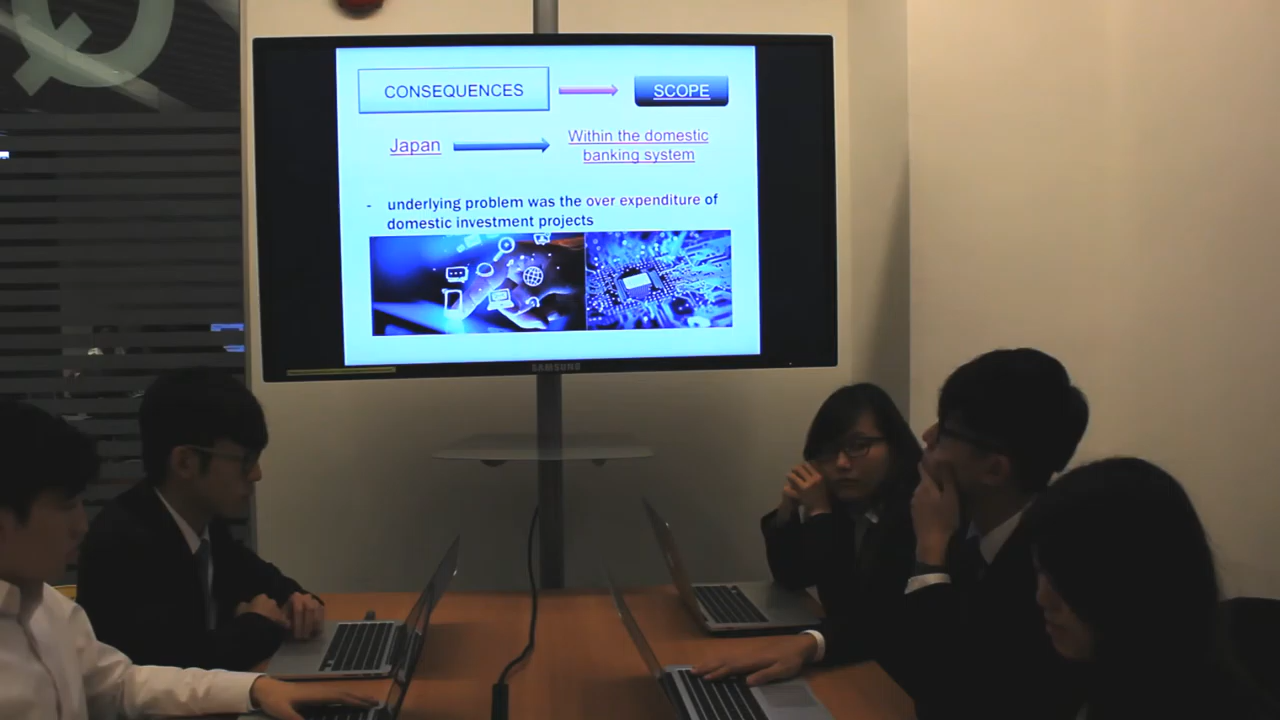 CONSEQUENCES
SCOPE
Japan
Within the domestic
banking system
- underlying problem was the over expenditure of
domestic investment projects
SAMSUNG